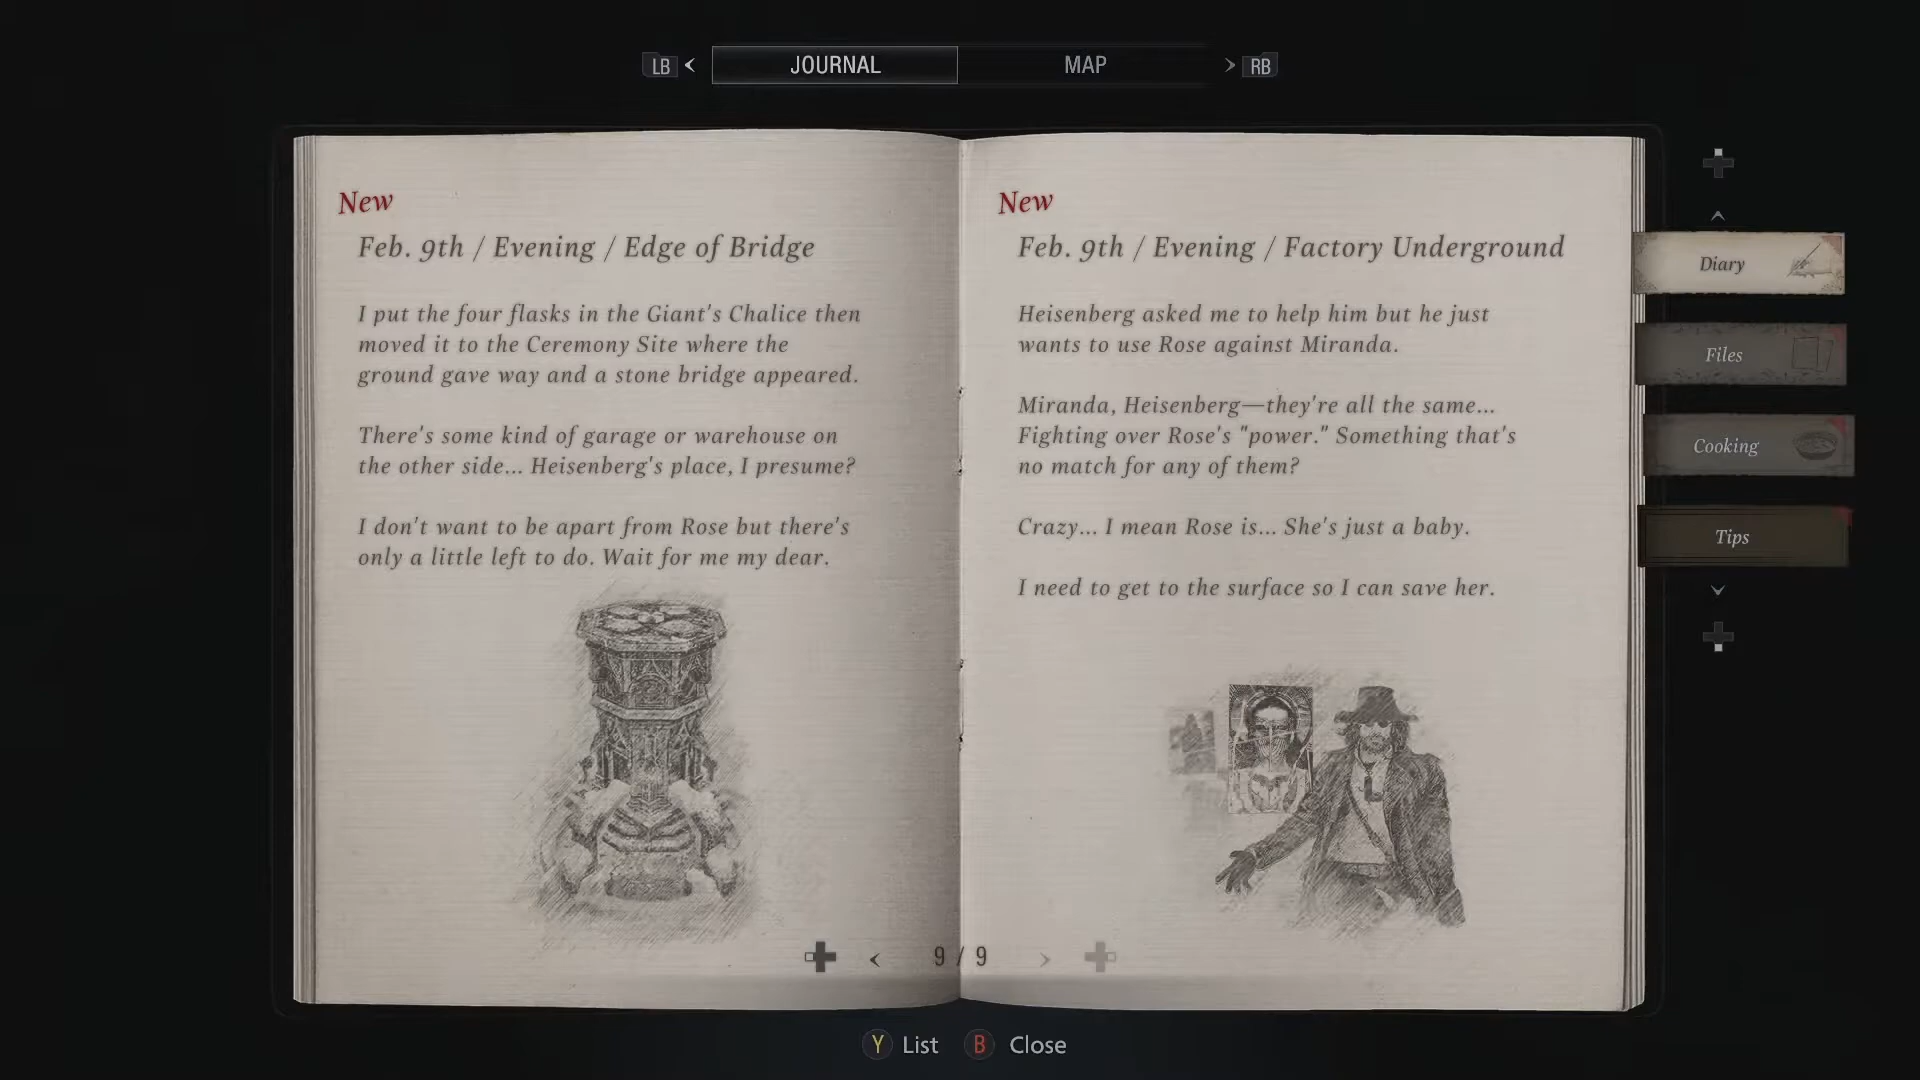 LB
JOURNAL
MAP
RB
New
Feb. 9th / Evening / Edge of Bridge
I put the four flasks in the Giant's Chalice then
moved it to the Ceremony Site where the
ground gave way and a stone bridge appeared.
There's some kind of garage or warehouse on
the other side... Heisenberg's place, I presume?
I don't want to be apart from Rose but there's
only a little left to do. Wait for me my dear.
New
Feb. 9th / Evening / Factory Underground
Heisenberg asked me to help him but he just
wants to use Rose against Miranda.
Miranda, Heisenberg—they're all the same...
Fighting over Rose's "power." Something that's
no match for any of them?
Crazy... I mean Rose is... She's just a baby.
I need to get to the surface so I can save her.
Diary
Files
Cooking
Tips
9 / 9
Y List B Close